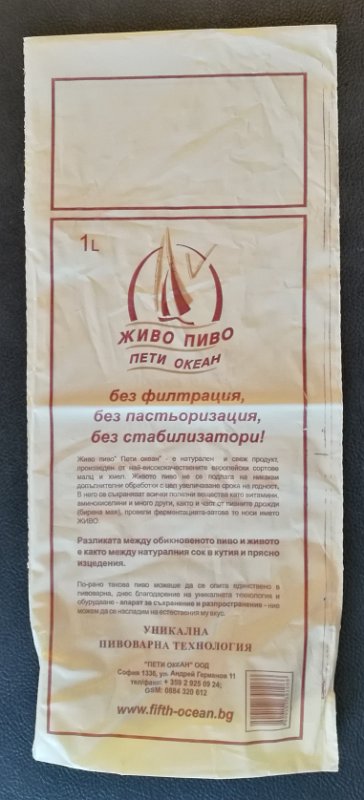 1L
ЖИВО ПИВО
ПЕТИ ОКЕАН
без филтрация,
без пастьоризация,
без стабилизатори!
Живо пиво" Пети океан" - е натурален и свеж продукт,
произведен от най-висококачествените европейски сортове
малц и хмел. Живото пиво не се подлага на никакви
допълнителни обработки с цел увеличаване срока на годност.
В него са съхраняват всички полезни вещества като витамини,
аминокиселини и много други, както и част от пивните дрожди
(бирена мая), провели ферментацията-затова то носи името
ЖИВО.
Разликата между обикновеното пиво и живото
е както между натуралния сок в кутия и прясно
изцедения.
По-рано такова пиво можеше да се опита единствено в
пивоварна, днес благодарение на уникалната технология и
оборудване - апарат за съхранение и разпространение - ние
можем да се насладим на естествения му вкус.
УНИКАЛНА
ПИВОВАРНА ТЕХНОЛОГИЯ
"ПЕТИ ОКЕАН" ООД
София 1336, ул. Андрей Германов 11
тел/факс: + 359 2 925 09 24;
GSM: 0884 320 612
www.fifth-ocean.bg